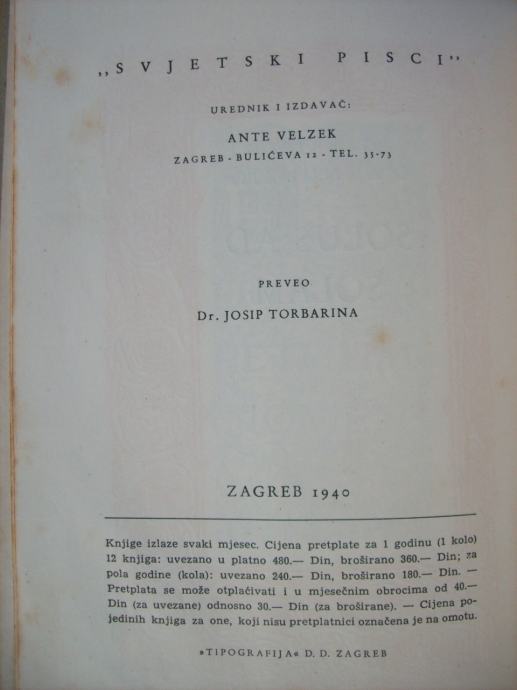 „SVJETSKI PISCI”
UREDNIK I IZDAVAČ:
ANTE VELZEK
ZAGREB - BULIĆEVA 12 - TEL. 35-73
PREVEO
Dr. JOSIP TORBARINA
ZAGREB 1940
Knjige izlaze svaki mjesec. Cijena pretplate za 1 godinu (1 kolo)
12 knjiga: uvezano u platno 480.— Din, broširano 360.— Din; za
pola godine (kola): uvezano 240.— Din, broširano 180.— Din. —
Pretplata se može otplaćivati i u mjesečnim obrocima od 40.—
Din (za uvezane) odnosno 30.— Din (za broširane). — Cijena po-
jedinih knjiga za one, koji nisu pretplatnici označena je na omotu.
»TIPOGRAFIJA« D. D. ZAGREB